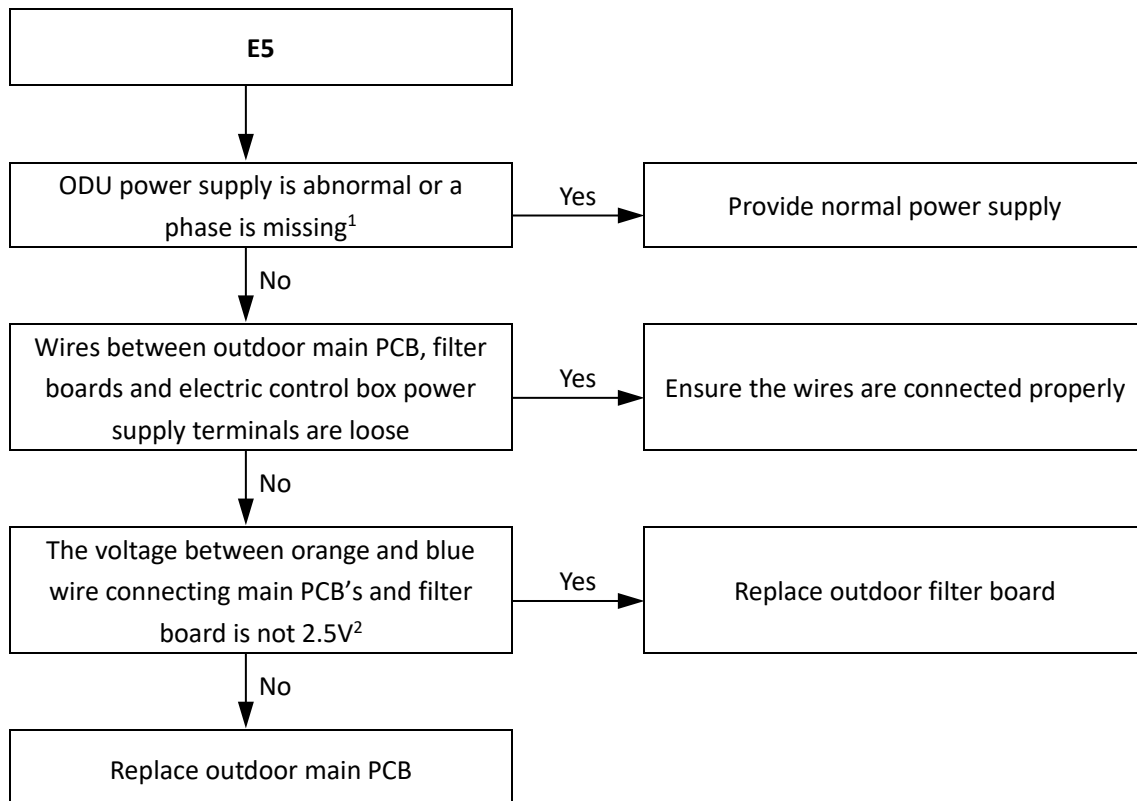 E5
ODU power supply is abnormal or a
phase is missing¹
Yes
Provide normal power supply
No
Wires between outdoor main PCB, filter
boards and electric control box power
supply terminals are loose
Yes
Ensure the wires are connected properly
No
The voltage between orange and blue
wire connecting main PCB’s and filter
board is not 2.5V²
Yes
Replace outdoor filter board
No
Replace outdoor main PCB